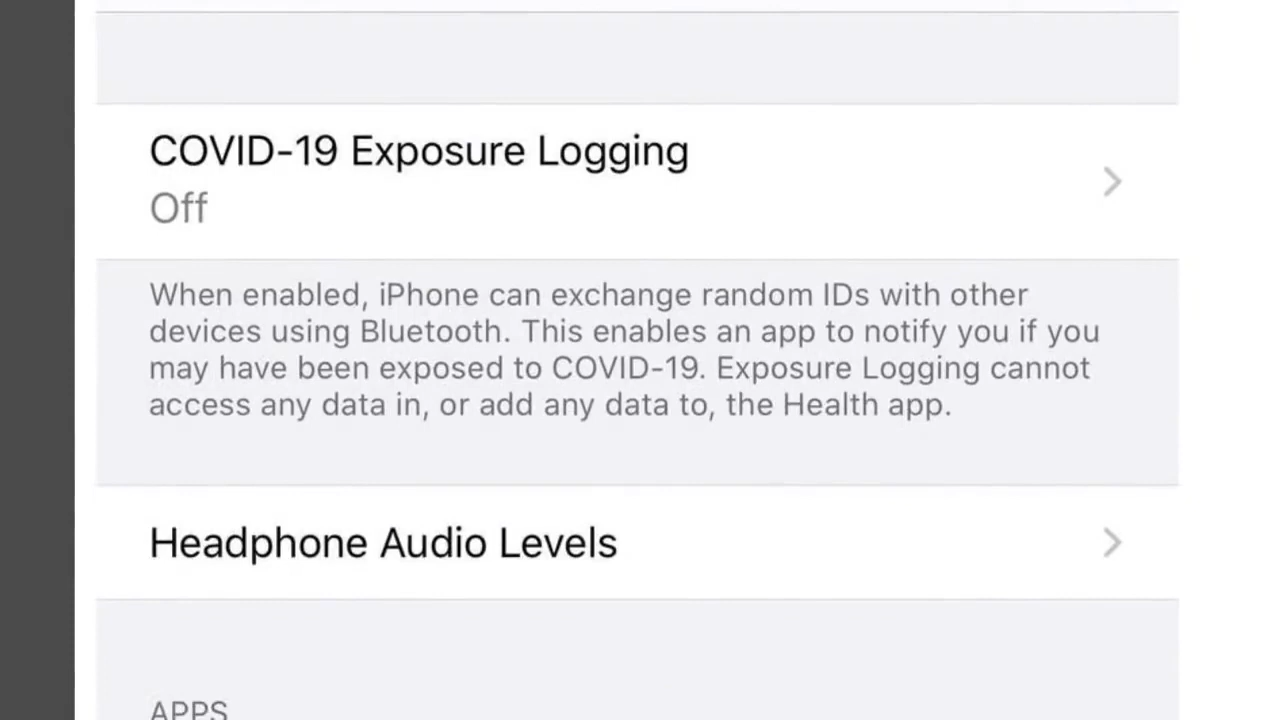 COVID-19 Exposure Logging
Off
When enabled, iPhone can exchange random IDs with other
devices using Bluetooth. This enables an app to notify you if you
may have been exposed to COVID-19. Exposure Logging cannot
access any data in, or add any data to, the Health app.
Headphone Audio Levels
APPS